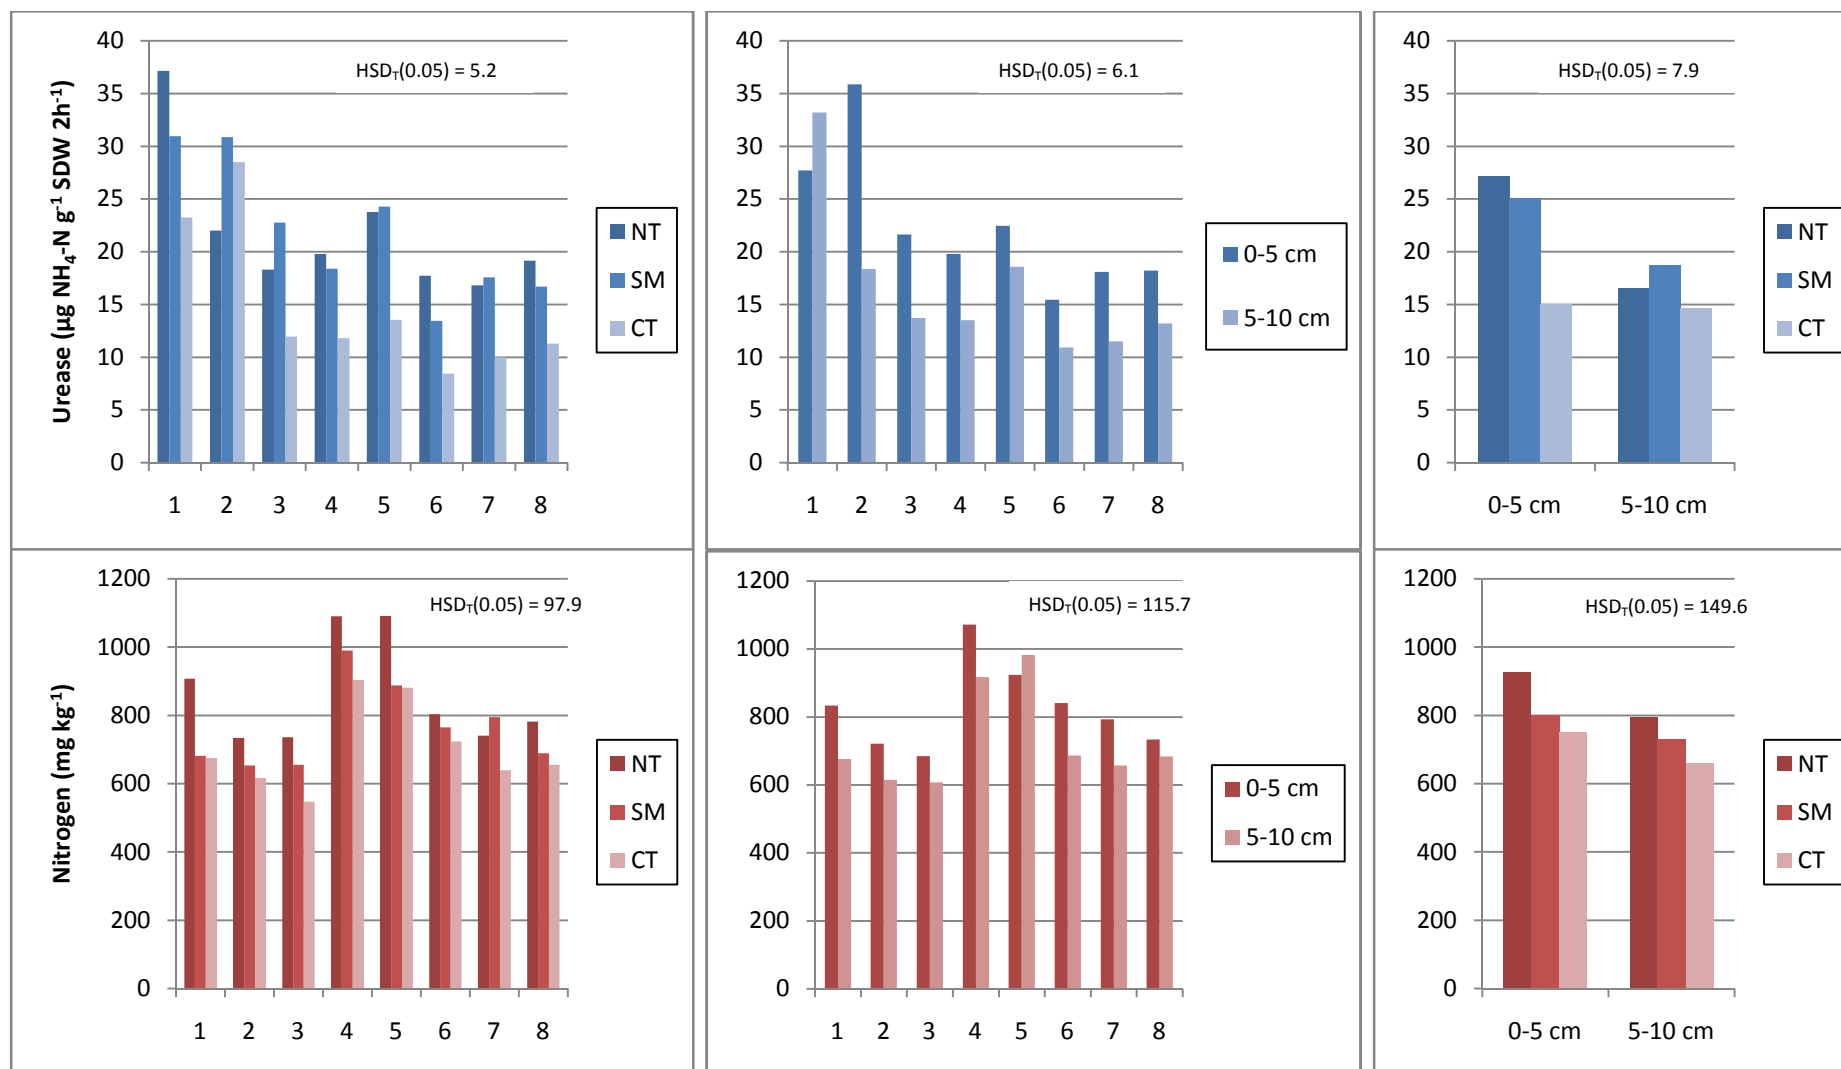 Urease (µg NH₄-N g⁻¹ SDW 2h⁻¹)
40
35
30
25
20
15
10
5
0
HSD_T(0.05) = 5.2
1 2 3 4 5 6 7 8
NT
SM
CT
40
35
30
25
20
15
10
5
0
HSD_T(0.05) = 6.1
1 2 3 4 5 6 7 8
0-5 cm
5-10 cm
40
35
30
25
20
15
10
5
0
HSD_T(0.05) = 7.9
0-5 cm 5-10 cm
NT
SM
CT
Nitrogen (mg kg⁻¹)
1200
1000
800
600
400
200
0
HSD_T(0.05) = 97.9
1 2 3 4 5 6 7 8
NT
SM
CT
1200
1000
800
600
400
200
0
HSD_T(0.05) = 115.7
1 2 3 4 5 6 7 8
0-5 cm
5-10 cm
1200
1000
800
600
400
200
0
HSD_T(0.05) = 149.6
0-5 cm 5-10 cm
NT
SM
CT